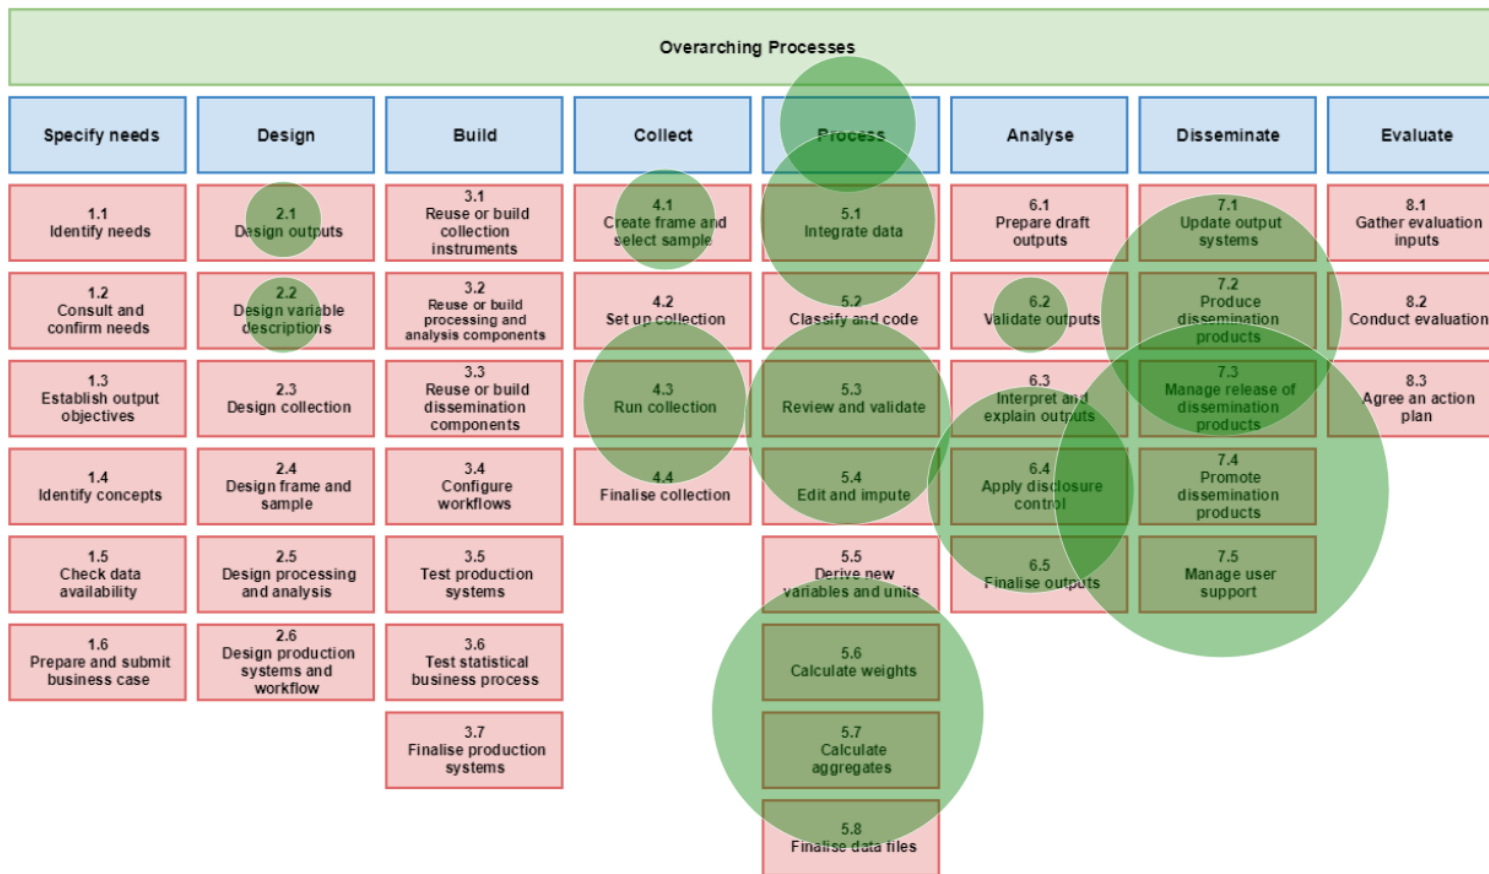 Overarching Processes
Specify needs
Design
Build
Collect
Process
Analyse
Disseminate
Evaluate
1.1
Identify needs
1.2
Consult and
confirm needs
1.3
Establish output
objectives
1.4
Identify concepts
1.5
Check data
availability
1.6
Prepare and submit
business case
2.1
Design outputs
2.2
Design variable
descriptions
2.3
Design collection
2.4
Design frame and
sample
2.5
Design processing
and analysis
2.6
Design production
systems and
workflow
3.1
Reuse or build
collection
instruments
3.2
Reuse or build
processing and
analysis components
3.3
Reuse or build
dissemination
components
3.4
Configure
workflows
3.5
Test production
systems
3.6
Test statistical
business process
3.7
Finalise production
systems
4.1
Create frame and
select sample
4.2
Set up collection
4.3
Run collection
4.4
Finalise collection
5.1
Integrate data
5.2
Classify and code
5.3
Review and validate
5.4
Edit and impute
5.5
Derive new
variables and units
5.6
Calculate weights
5.7
Calculate
aggregates
5.8
Finalise data files
6.1
Prepare draft
outputs
6.2
Validate outputs
6.3
Interpret and
explain outputs
6.4
Apply disclosure
control
6.5
Finalise outputs
7.1
Update output
systems
7.2
Produce
dissemination
products
7.3
Manage release of
dissemination
products
7.4
Promote
dissemination
products
7.5
Manage user
support
8.1
Gather evaluation
inputs
8.2
Conduct evaluation
8.3
Agree an action
plan